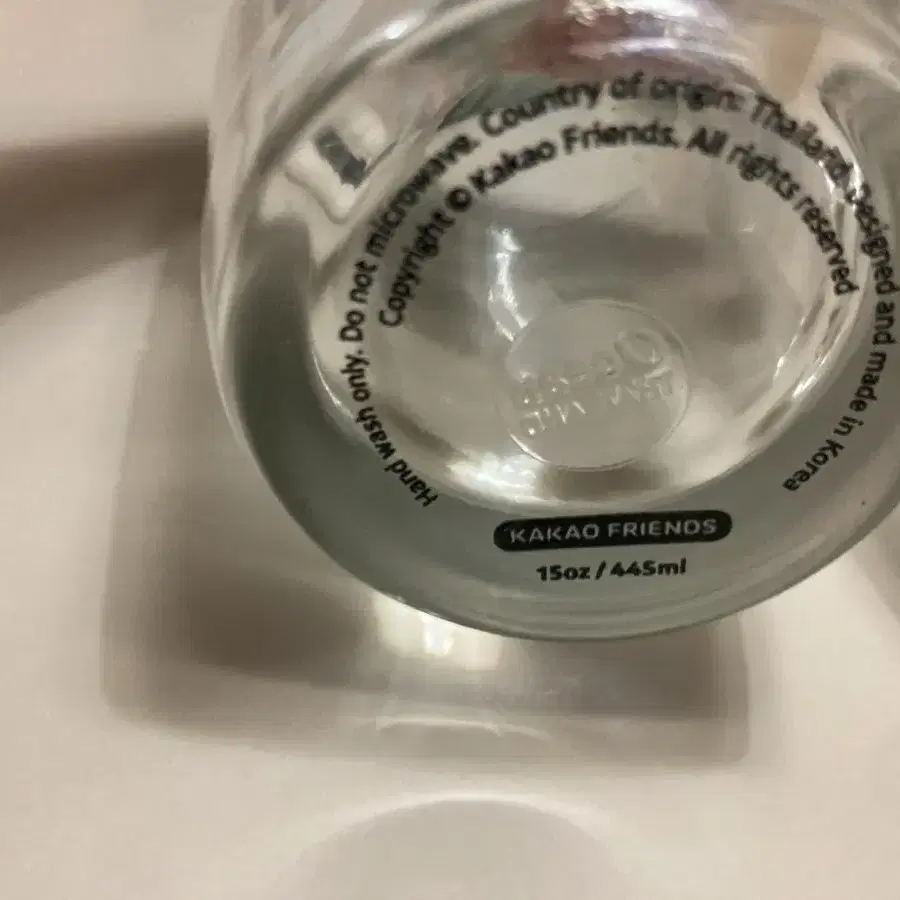 Hand wash only. Do not microwave. Country of origin: Thailand. Designed and made in Korea
Copyright © Kakao Friends. All rights reserved
KAKAO FRIENDS
15oz / 445ml